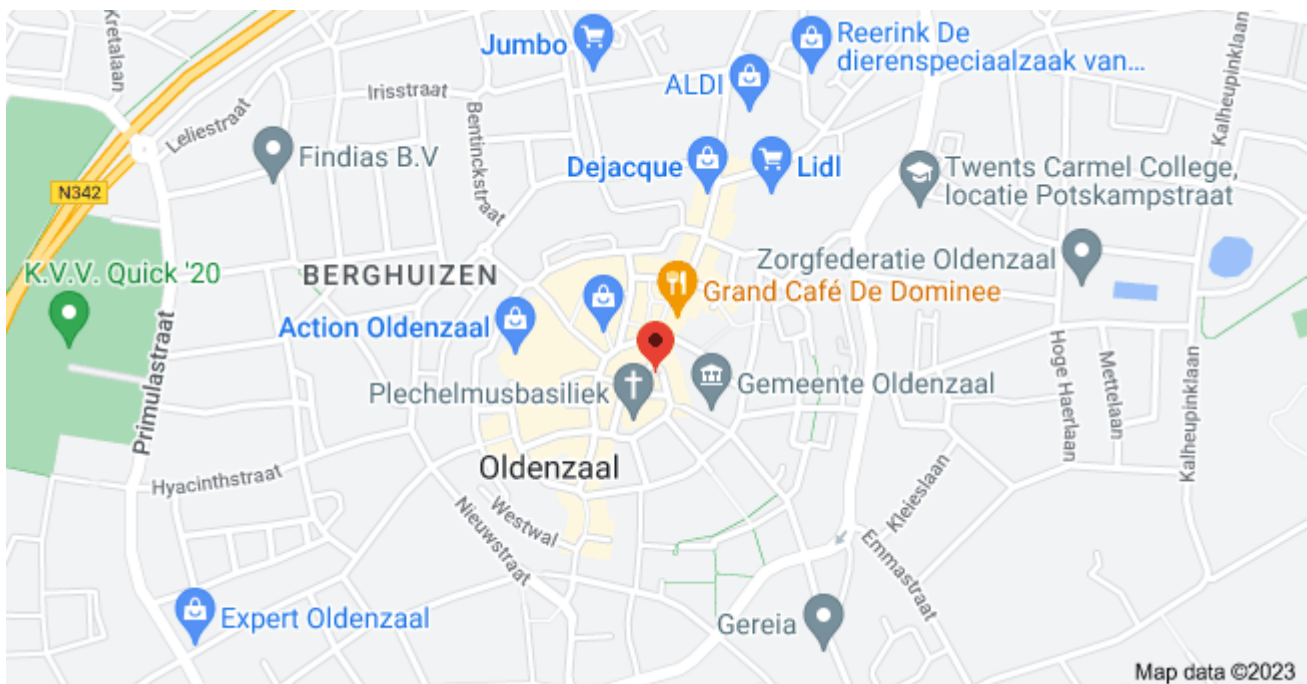 Kretalaan
Jumbo
Reerink De
dierenspeciaalzaak van...
Kalheupinklaan
ALDI
Irisstraat
Leliestraat
Bentinckstraat
Findias B.V
Dejacque
Lidl
Twents Carmel College,
locatie Potskampstraat
N342
K.V.V. Quick '20
BERGHUIZEN
Zorgfederatie Oldenzaal
Grand Café De Dominee
Action Oldenzaal
Primulastraat
Plechelmusbasiliek
Gemeente Oldenzaal
Hoge Haerlaan
Mettelaan
Kalheupinklaan
Oldenzaal
Hyacinthstraat
Westwal
Nieuwstraat
Kleieslaan
Emmastraat
Expert Oldenzaal
Gereia
Map data ©2023